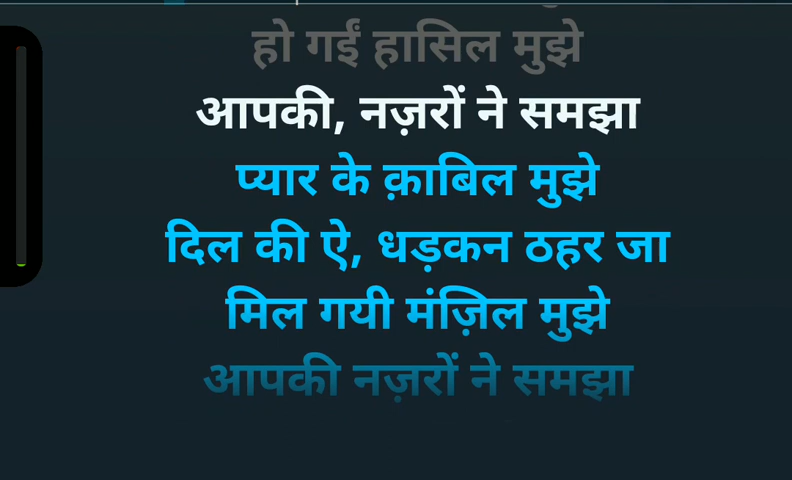 हो गईं हासिल मुझे
आपकी, नज़रों ने समझा
प्यार के क़ाबिल मुझे
दिल की ऐ, धड़कन ठहर जा
मिल गयी मंज़िल मुझे
आपकी नज़रों ने समझा